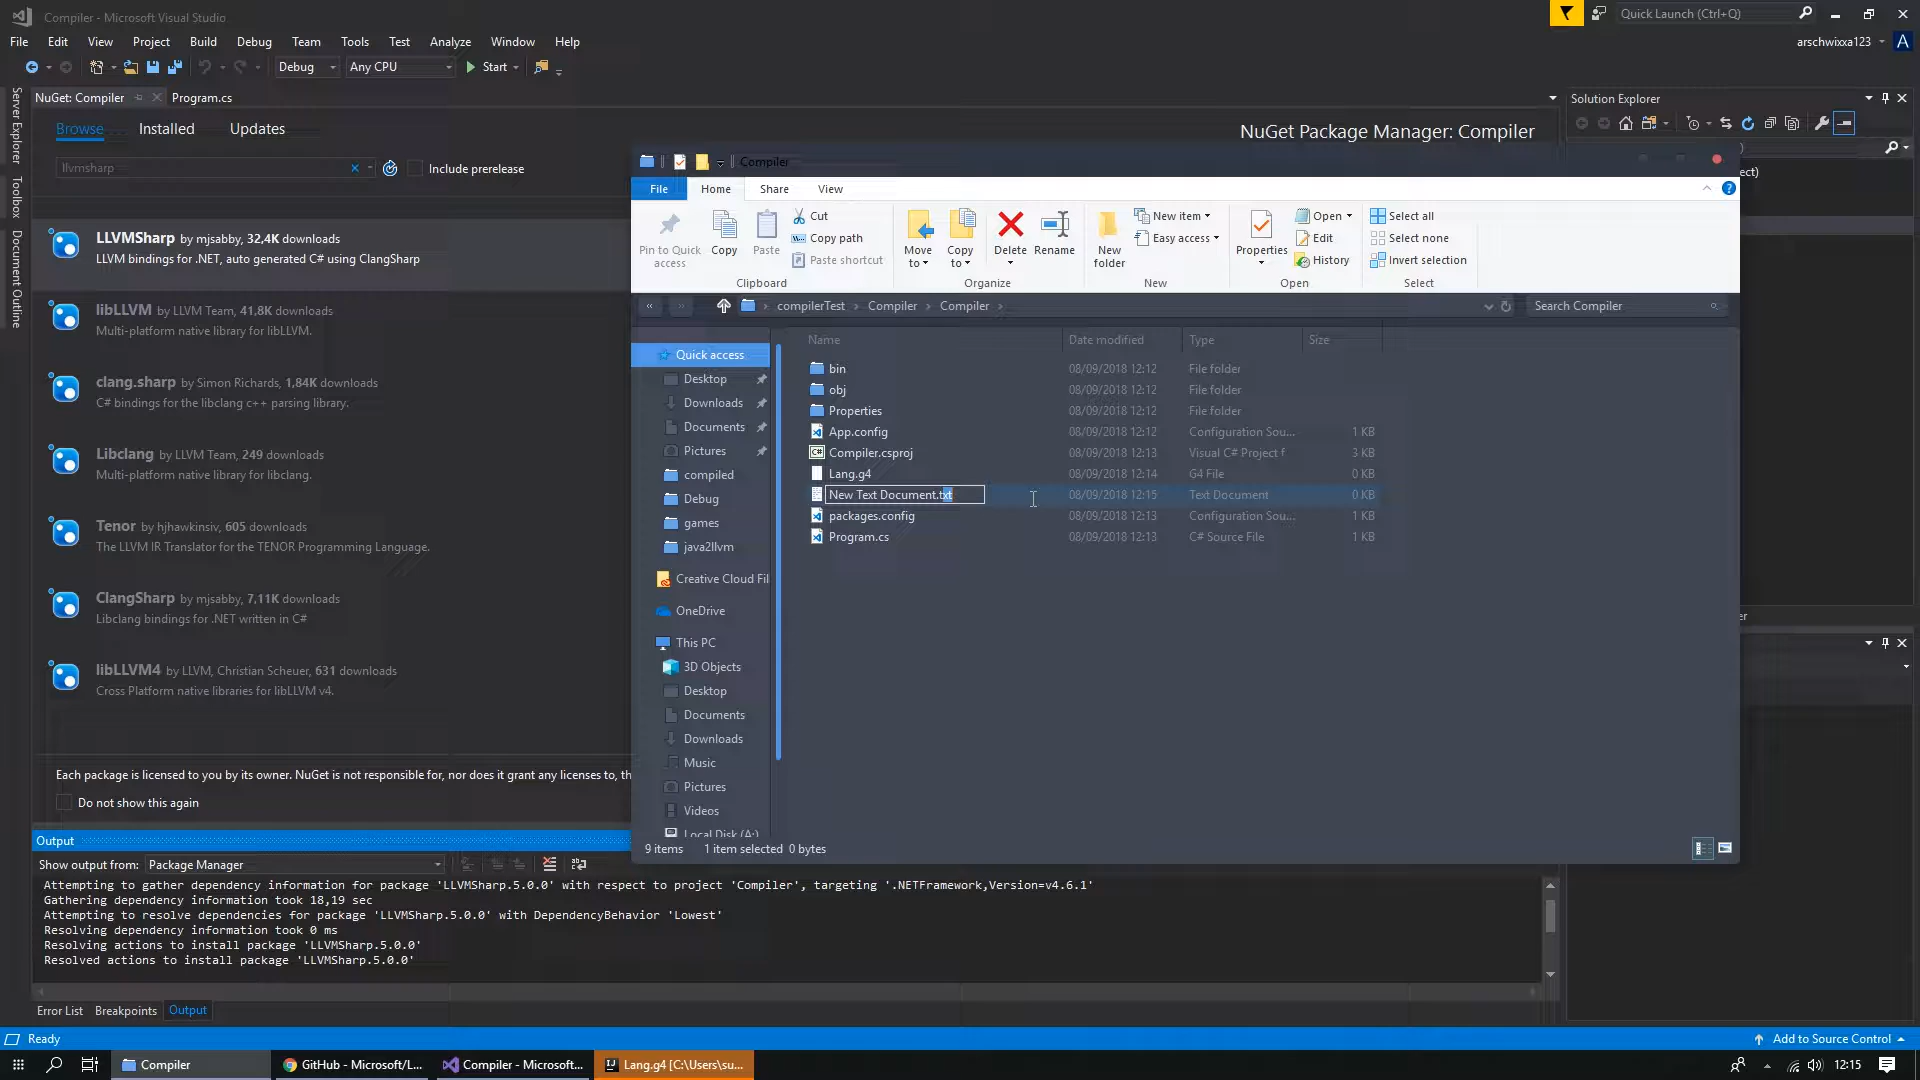 Compiler - Microsoft Visual Studio
Quick Launch (Ctrl+Q)
File Edit View Project Build Debug Team Tools Test Analyze Window Help
arschwixxa123 A
Debug Any CPU Start
Server Explorer
Toolbox
Document Outline
NuGet: Compiler Program.cs
Solution Explorer
Browse Installed Updates
NuGet Package Manager: Compiler
llvmsharp Include prerelease
LLVMSharp by mjsabby, 32,4K downloads
LLVM bindings for .NET, auto generated C# using ClangSharp
libLLVM by LLVM Team, 41,8K downloads
Multi-platform native library for libLLVM.
clang.sharp by Simon Richards, 1,84K downloads
C# bindings for the libclang c++ parsing library.
Libclang by LLVM Team, 249 downloads
Multi-platform native library for libclang.
Tenor by hjhawkinsiv, 605 downloads
The LLVM IR Translator for the TENOR Programming Language.
ClangSharp by mjsabby, 7,11K downloads
Libclang bindings for .NET written in C#
libLLVM4 by LLVM, Christian Scheuer, 631 downloads
Cross Platform native libraries for libLLVM v4.
Each package is licensed to you by its owner. NuGet is not responsible for, nor does it grant any licenses to, th
Do not show this again
Compiler
File Home Share View
Pin to Quick access
Copy
Paste
Cut
Copy path
Paste shortcut
Clipboard
Move to
Copy to
Delete
Rename
Organize
New folder
New item
Easy access
New
Properties
Open
Edit
History
Open
Select all
Select none
Invert selection
Select
compilerTest Compiler Compiler
Search Compiler
Name Date modified Type Size
Quick access
Desktop
Downloads
Documents
Pictures
compiled
Debug
games
java2llvm
Creative Cloud Fil
OneDrive
This PC
3D Objects
Desktop
Documents
Downloads
Music
Pictures
Videos
Local Disk (A:)
bin 08/09/2018 12:12 File folder
obj 08/09/2018 12:12 File folder
Properties 08/09/2018 12:12 File folder
App.config 08/09/2018 12:12 Configuration Sou... 1 KB
Compiler.csproj 08/09/2018 12:13 Visual C# Project f 3 KB
Lang.g4 08/09/2018 12:14 G4 File 0 KB
New Text Document.txt 08/09/2018 12:15 Text Document 0 KB
packages.config 08/09/2018 12:13 Configuration Sou... 1 KB
Program.cs 08/09/2018 12:13 C# Source File 1 KB
9 items 1 item selected 0 bytes
ect)
er
Output
Show output from: Package Manager
Attempting to gather dependency information for package 'LLVMSharp.5.0.0' with respect to project 'Compiler', targeting '.NETFramework,Version=v4.6.1'
Gathering dependency information took 18,19 sec
Attempting to resolve dependencies for package 'LLVMSharp.5.0.0' with DependencyBehavior 'Lowest'
Resolving dependency information took 0 ms
Resolving actions to install package 'LLVMSharp.5.0.0'
Resolved actions to install package 'LLVMSharp.5.0.0'
Error List Breakpoints Output
Ready
Add to Source Control
Compiler
GitHub - Microsoft/L...
Compiler - Microsoft...
Lang.g4 [C:\Users\su...
12:15